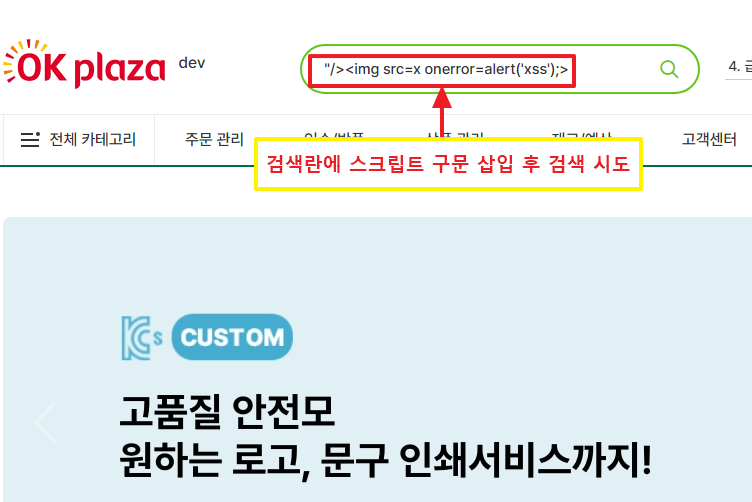 OK plaza dev
"/><img src=x onerror=alert('xss');>
4. 급
전체 카테고리 주문 관리 고객센터
검색란에 스크립트 구문 삽입 후 검색 시도
KCs CUSTOM
고품질 안전모
원하는 로고, 문구 인쇄서비스까지!